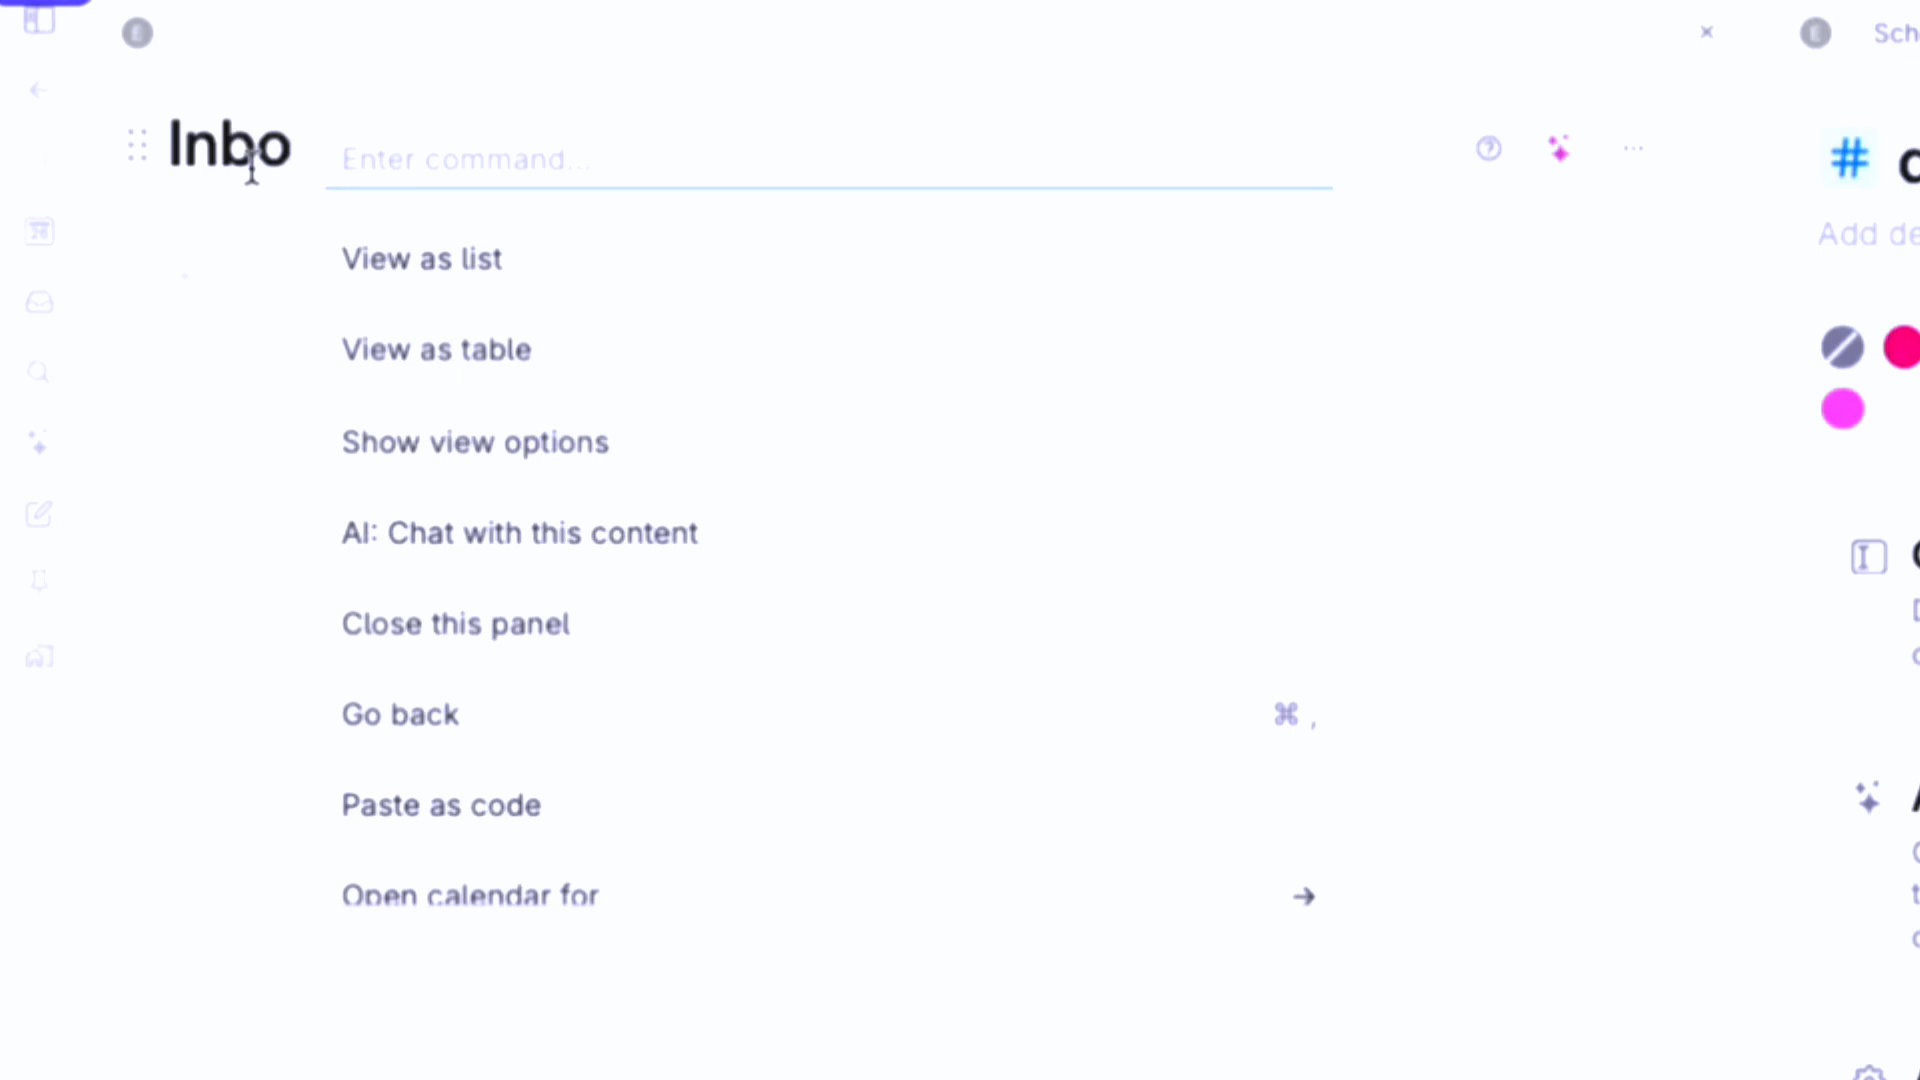 Sch
Inbo
Enter command...
#
Add de
View as list
View as table
Show view options
AI: Chat with this content
Close this panel
Go back ⌘ ,
Paste as code
Open calendar for →